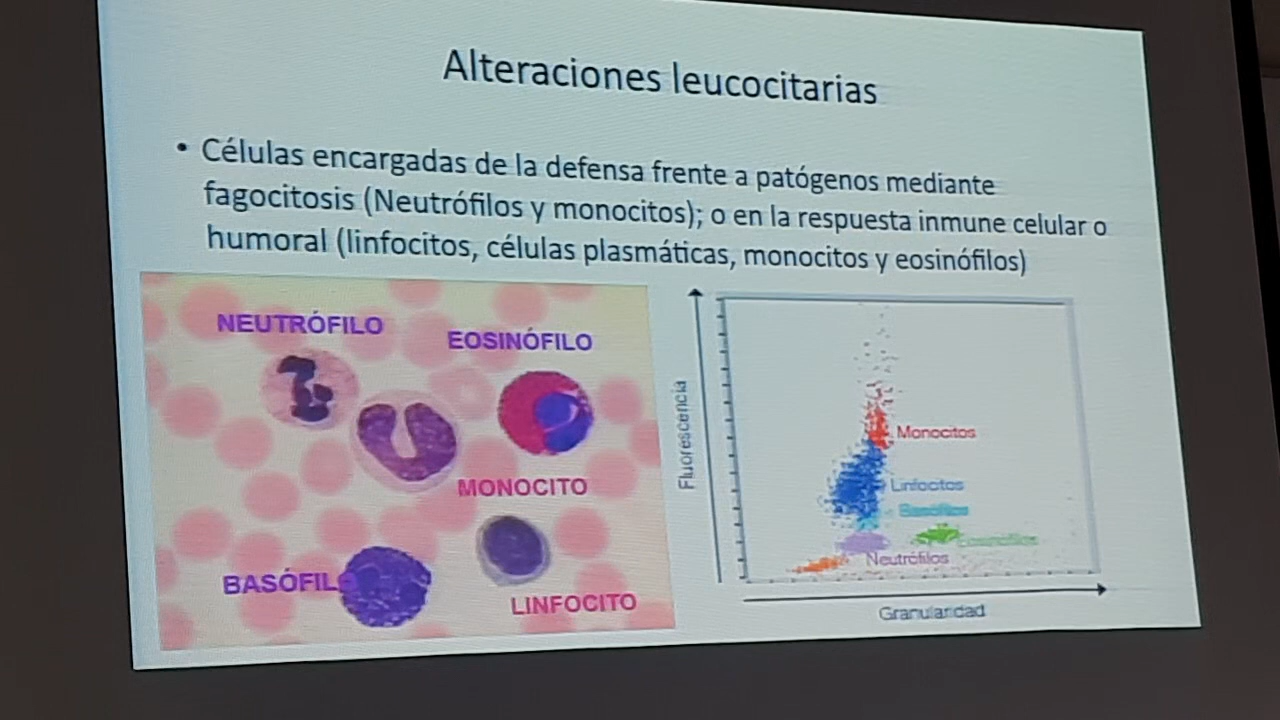 Alteraciones leucocitarias
• Células encargadas de la defensa frente a patógenos mediante
fagocitosis (Neutrófilos y monocitos); o en la respuesta inmune celular o
humoral (linfocitos, células plasmáticas, monocitos y eosinófilos)
NEUTRÓFILO
EOSINÓFILO
MONOCITO
BASÓFIL
LINFOCITO
Fluorescencia
Monocitos
Linfocitos
Basófilos
Eosinófilos
Neutrófilos
Granularidad